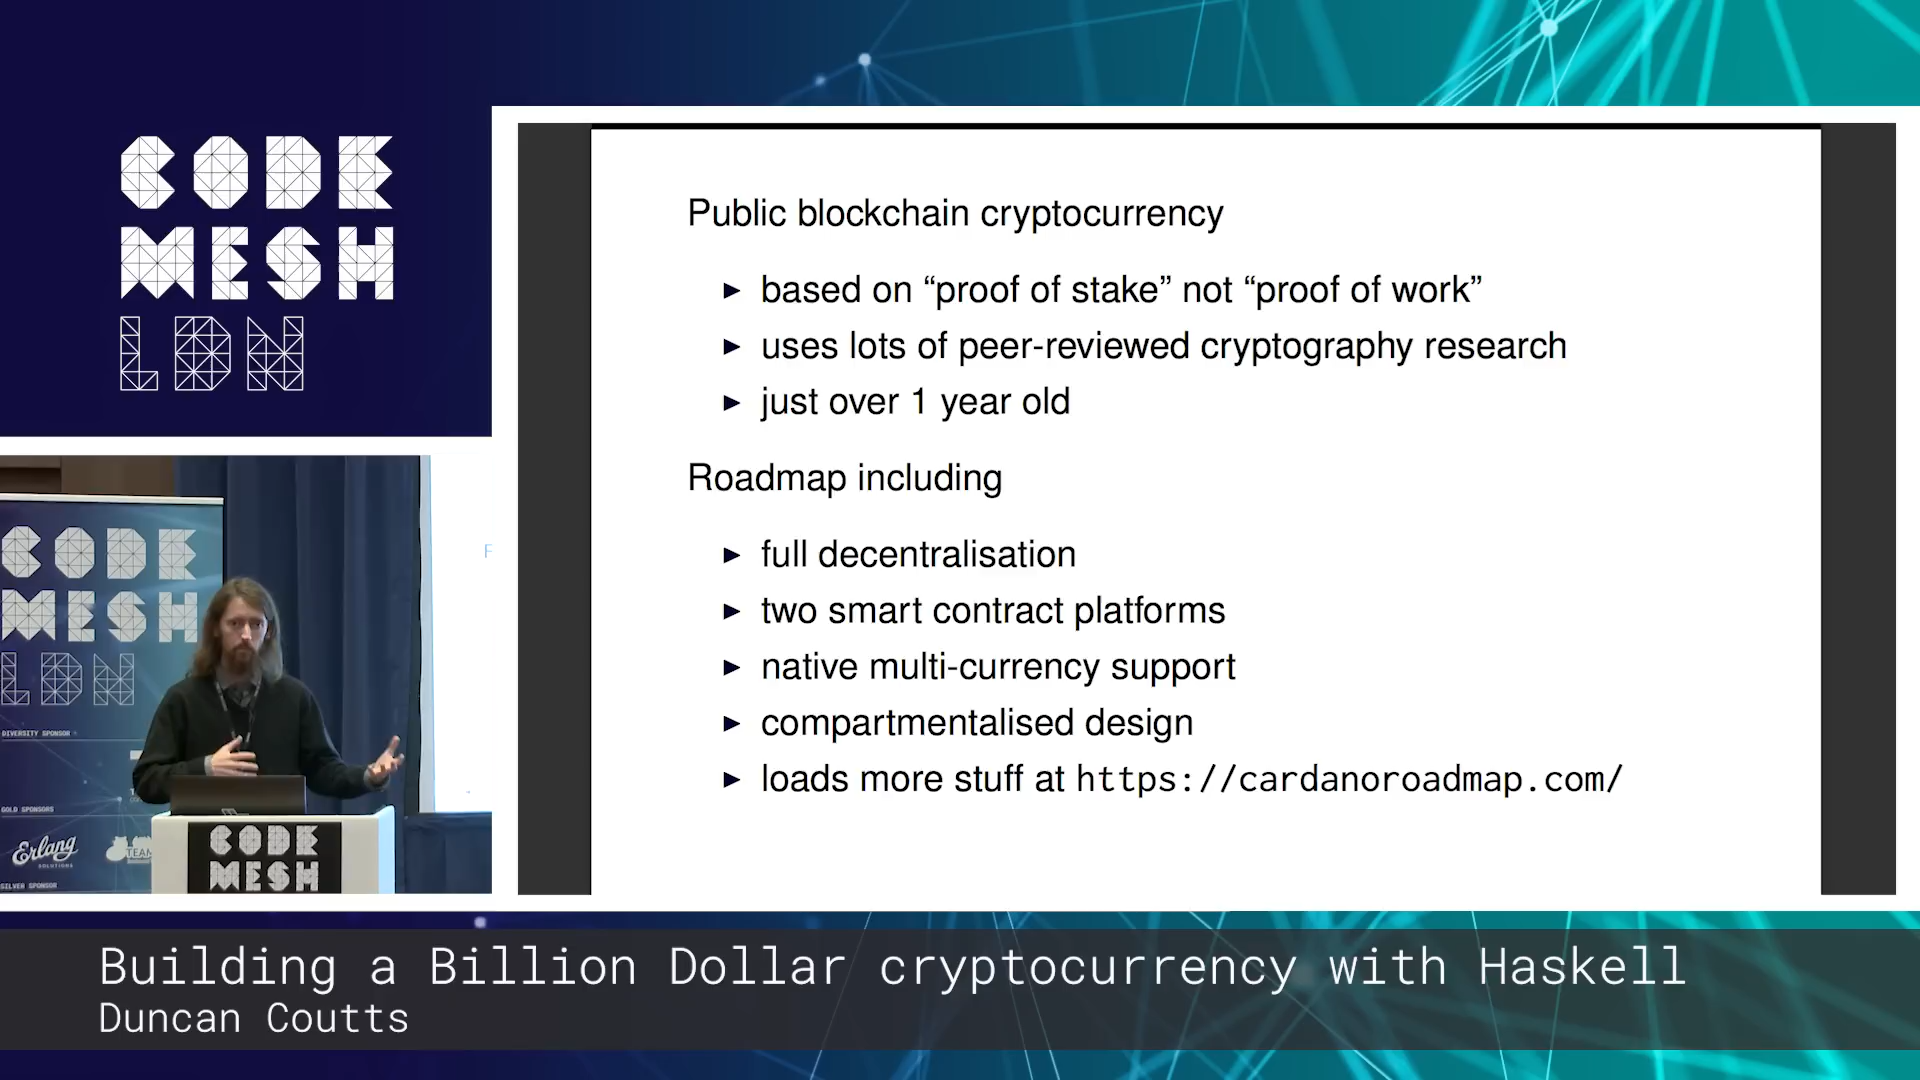 CODE
MESH
LDN
Public blockchain cryptocurrency
▶ based on “proof of stake” not “proof of work”
▶ uses lots of peer-reviewed cryptography research
▶ just over 1 year old
Roadmap including
▶ full decentralisation
▶ two smart contract platforms
▶ native multi-currency support
▶ compartmentalised design
▶ loads more stuff at https://cardanoroadmap.com/
F
CODE
MESH
LDN
DIVERSITY SPONSOR
GOLD SPONSORS
Erlang
SOLUTIONS
TEAM
SILVER SPONSOR
CODE
MESH
Building a Billion Dollar cryptocurrency with Haskell
Duncan Coutts